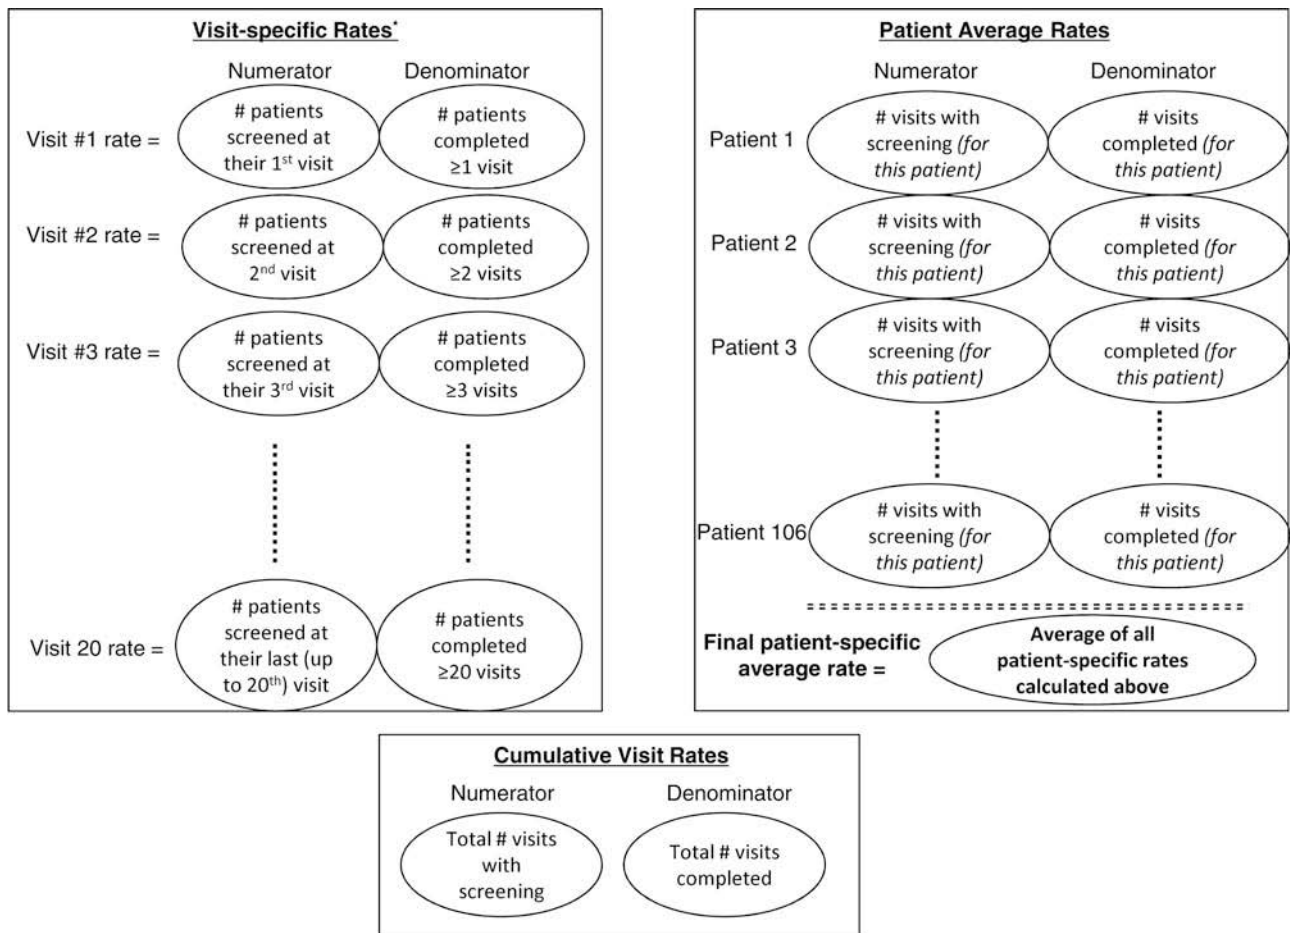 Visit-specific Rates*
Numerator Denominator
Visit #1 rate =
# patients
screened at
their 1st visit
# patients
completed
≥1 visit
Visit #2 rate =
# patients
screened at
2nd visit
# patients
completed
≥2 visits
Visit #3 rate =
# patients
screened at
their 3rd visit
# patients
completed
≥3 visits
Visit 20 rate =
# patients
screened at
their last (up
to 20th) visit
# patients
completed
≥20 visits
Patient Average Rates
Numerator Denominator
Patient 1
# visits with
screening (for
this patient)
# visits
completed (for
this patient)
Patient 2
# visits with
screening (for
this patient)
# visits
completed (for
this patient)
Patient 3
# visits with
screening (for
this patient)
# visits
completed (for
this patient)
Patient 106
# visits with
screening (for
this patient)
# visits
completed (for
this patient)
Final patient-specific
average rate =
Average of all
patient-specific rates
calculated above
Cumulative Visit Rates
Numerator Denominator
Total # visits
with
screening
Total # visits
completed